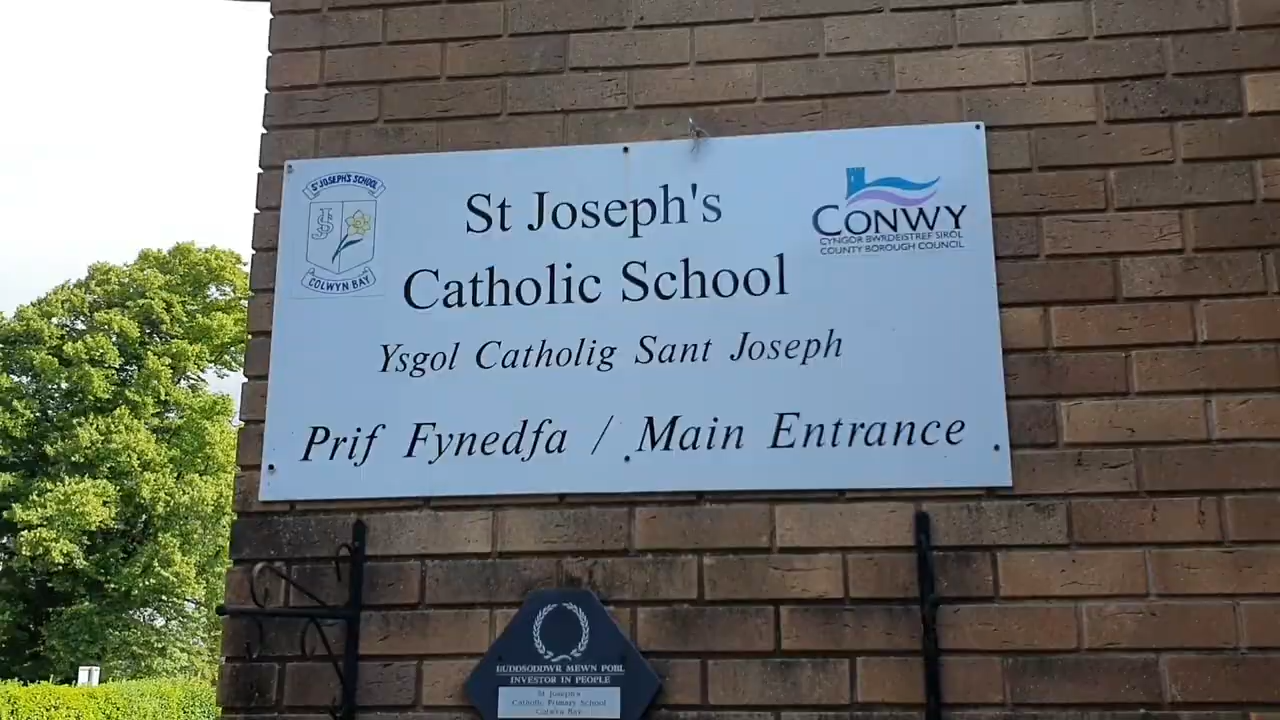 ST JOSEPH'S SCHOOL
JS
COLWYN BAY
St Joseph's
Catholic School
CONWY
CYNGOR BWRDEISTREF SIROL
COUNTY BOROUGH COUNCIL
Ysgol Catholig Sant Joseph
Prif Fynedfa / Main Entrance
BUDDSODDWR MEWN POBL
INVESTOR IN PEOPLE
St Joseph's
Catholic Primary School
Colwyn Bay